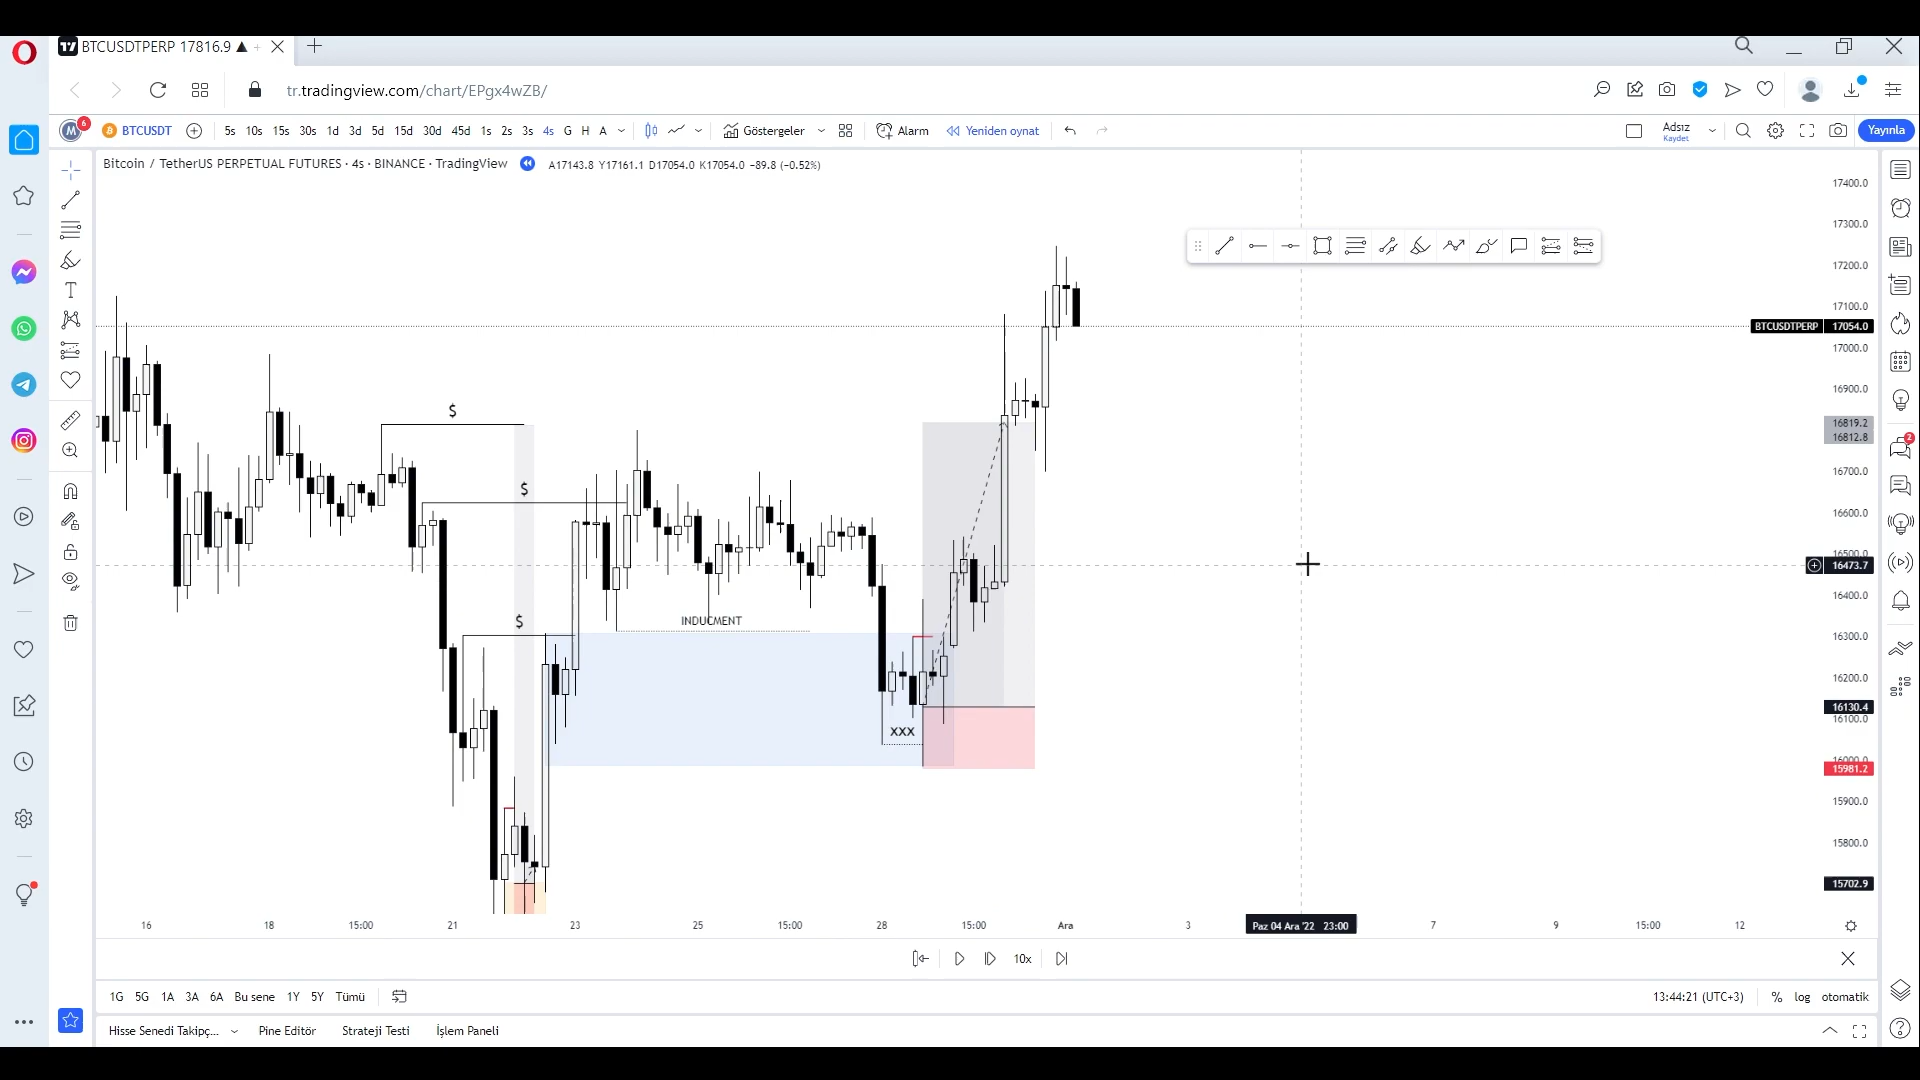 BTCUSDTPERP 17816.9 ▲
tr.tradingview.com/chart/EPgx4wZB/
M 6 BTCUSDT 5s 10s 15s 30s 1d 3d 5d 15d 30d 45d 1s 2s 3s 4s G H A Göstergeler Alarm Yeniden oynat Adsız Kaydet Yayınla
Bitcoin / TetherUS PERPETUAL FUTURES · 4s · BINANCE · TradingView A17143.8 Y17161.1 D17054.0 K17054.0 −89.8 (−0.52%)
17400.0
17300.0
17200.0
17100.0
BTCUSDTPERP 17054.0
17000.0
16900.0
$
16819.2
16812.8
2
16700.0
$
16600.0
16500.0
16473.7
16400.0
$ INDUCMENT
16300.0
16200.0
16130.4
16100.0
XXX
16000.0
15981.2
15900.0
15800.0
15702.9
16 18 15:00 21 23 25 15:00 28 15:00 Ara 3 Paz 04 Ara '22 23:00 7 9 15:00 12
10x
1G 5G 1A 3A 6A Bu sene 1Y 5Y Tümü 13:44:21 (UTC+3) % log otomatik
Hisse Senedi Takipç... Pine Editör Strateji Testi İşlem Paneli